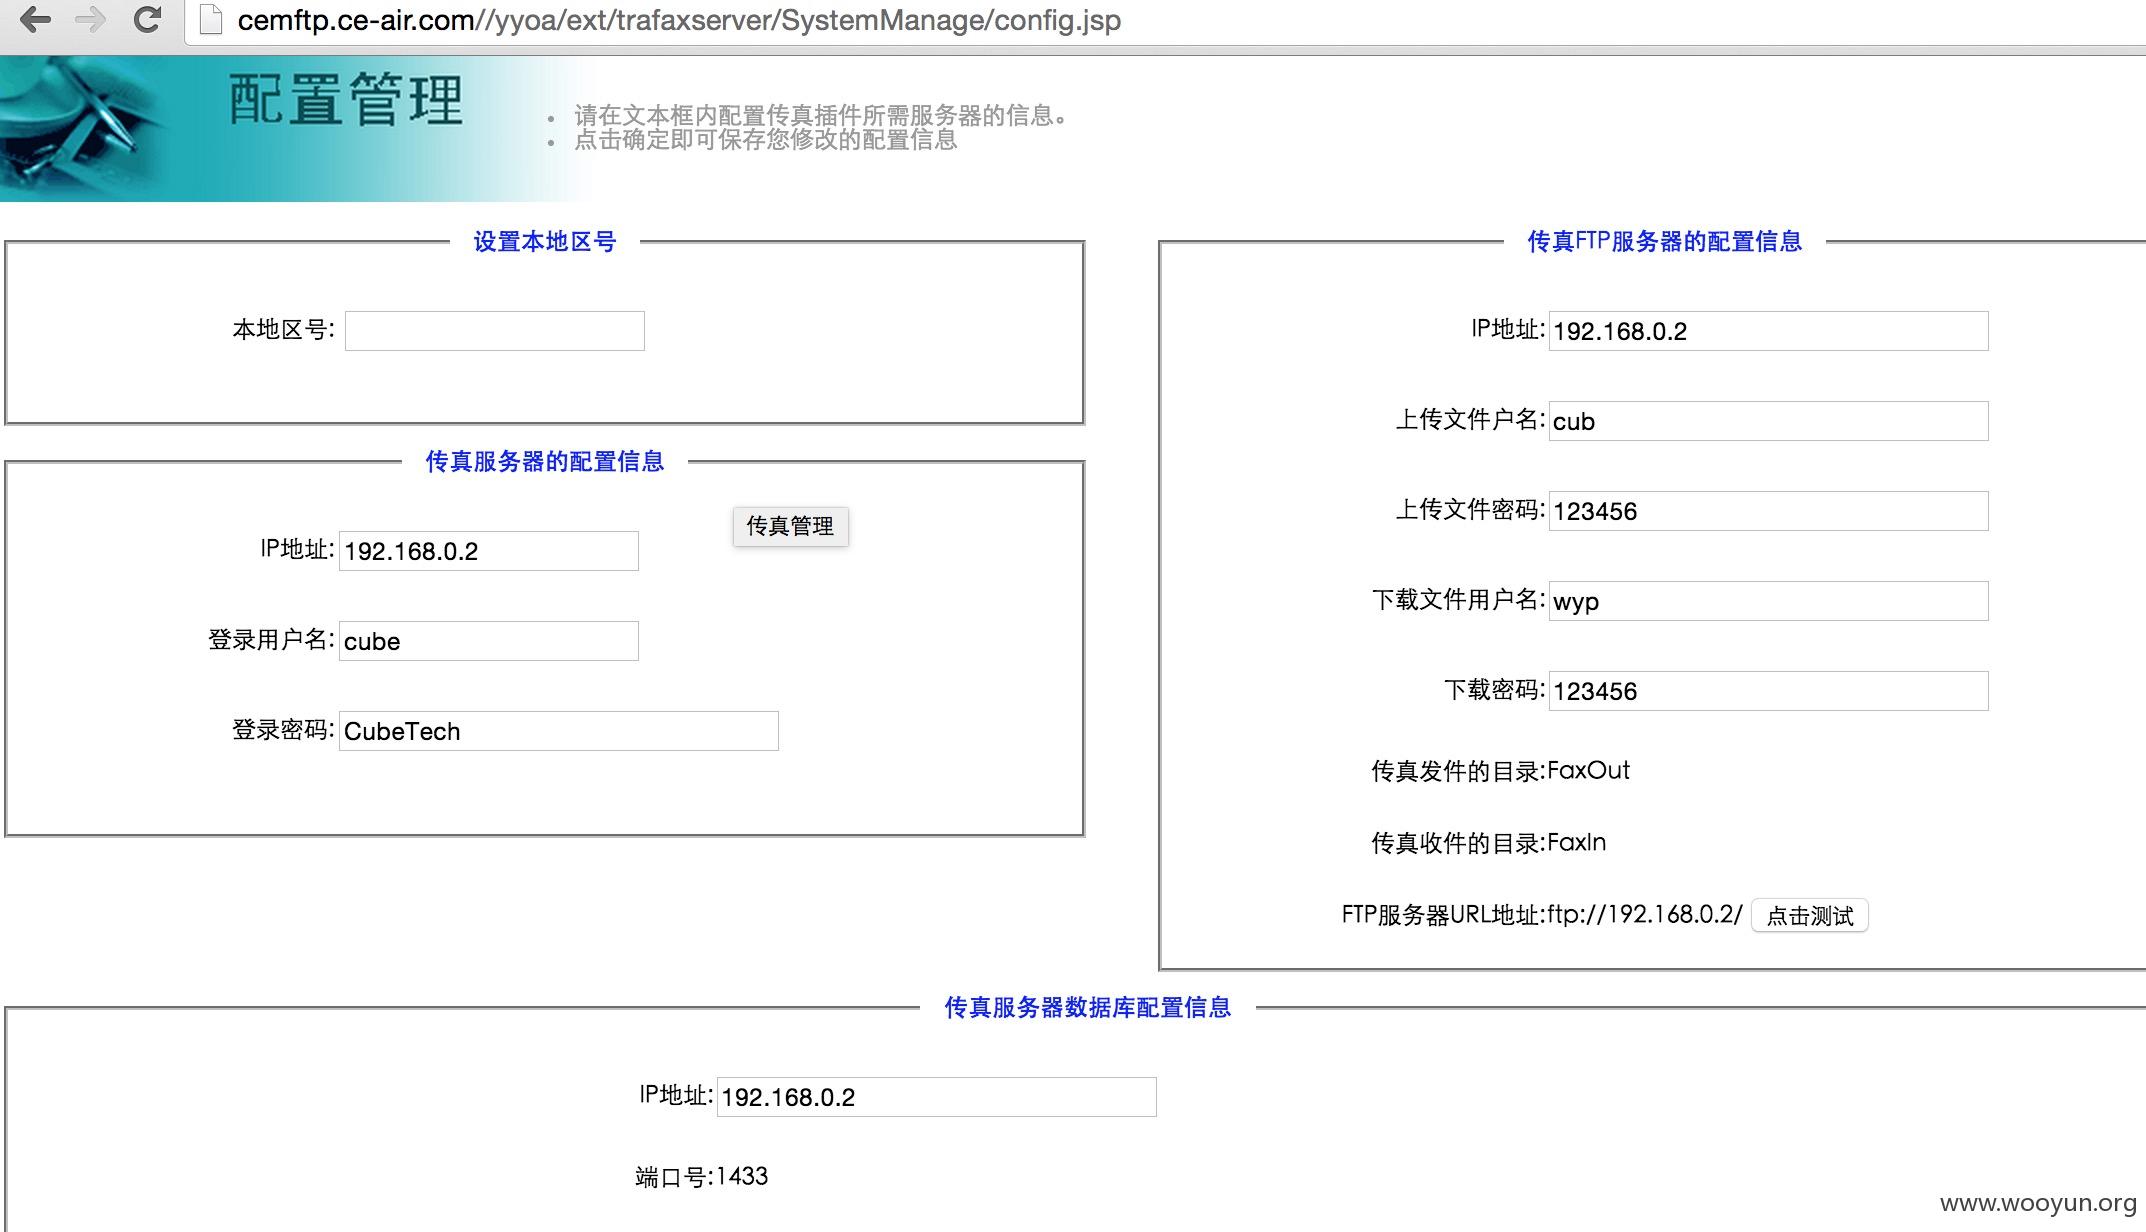 cemftp.ce-air.com//yyoa/ext/trafaxserver/SystemManage/config.jsp
配置管理
• 请在文本框内配置传真插件所需服务器的信息。
• 点击确定即可保存您修改的配置信息
设置本地区号
本地区号:
传真服务器的配置信息
传真管理
IP地址: 192.168.0.2
登录用户名: cube
登录密码: CubeTech
传真FTP服务器的配置信息
IP地址: 192.168.0.2
上传文件户名: cub
上传文件密码: 123456
下载文件用户名: wyp
下载密码: 123456
传真发件的目录:FaxOut
传真收件的目录:FaxIn
FTP服务器URL地址:ftp://192.168.0.2/ 点击测试
传真服务器数据库配置信息
IP地址: 192.168.0.2
端口号:1433
www.wooyun.org